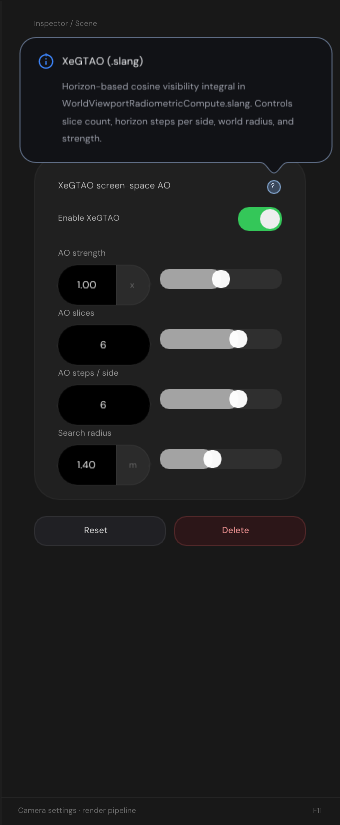 Inspector / Scene
XeGTAO (.slang)
Horizon-based cosine visibility integral in
WorldViewportRadiometricCompute.slang. Controls
slice count, horizon steps per side, world radius, and
strength.
XeGTAO screen space AO
?
Enable XeGTAO
AO strength
1.00 x
AO slices
6
AO steps / side
6
Search radius
1.40 m
Reset Delete
Camera settings · render pipeline